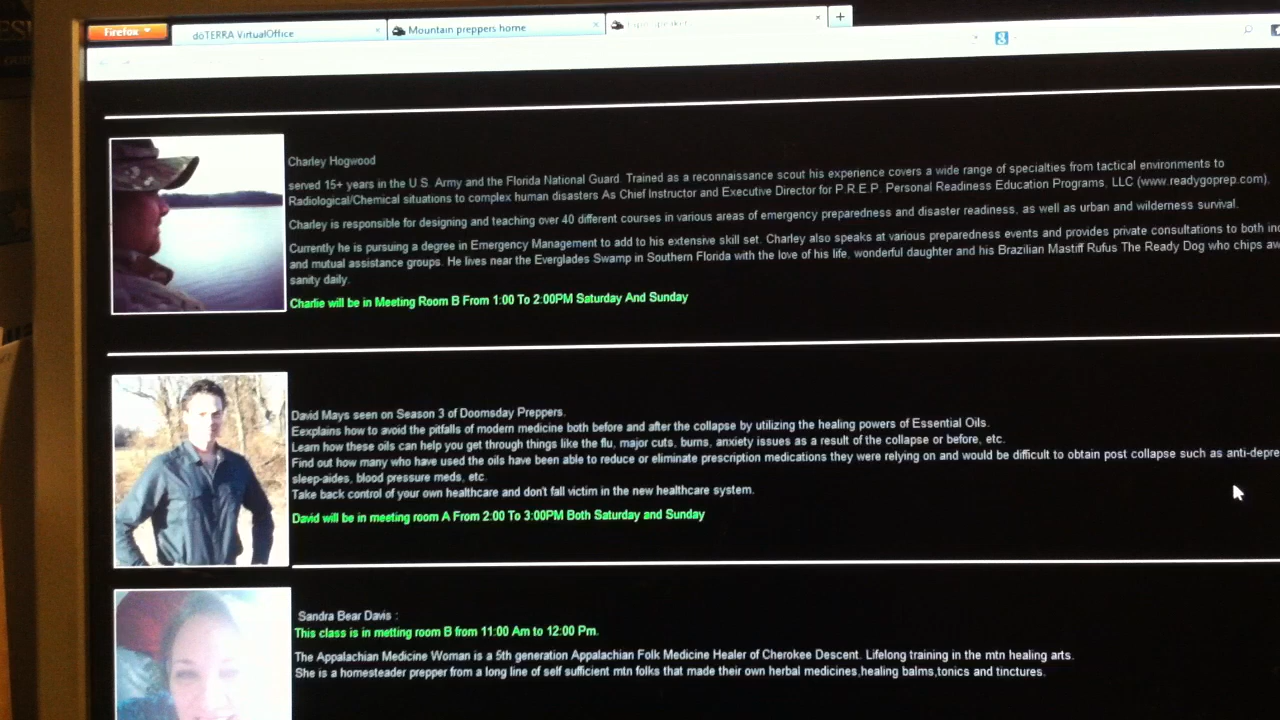 Firefox
doTERRA VirtualOffice
Mountain preppers home
Charley Hogwood
served 15+ years in the U.S. Army and the Florida National Guard. Trained as a reconnaissance scout his experience covers a wide range of specialties from tactical environments to
Radiological/Chemical situations to complex human disasters As Chief Instructor and Executive Director for P.R.E.P. Personal Readiness Education Programs, LLC (www.readygoprep.com),
Charley is responsible for designing and teaching over 40 different courses in various areas of emergency preparedness and disaster readiness, as well as urban and wilderness survival.
Currently he is pursuing a degree in Emergency Management to add to his extensive skill set. Charley also speaks at various preparedness events and provides private consultations to both
and mutual assistance groups. He lives near the Everglades Swamp in Southern Florida with the love of his life, wonderful daughter and his Brazilian Mastiff Rufus The Ready Dog who chips
sanity daily.
Charlie will be in Meeting Room B From 1:00 To 2:00PM Saturday And Sunday
David Mays seen on Season 3 of Doomsday Preppers.
Eexplains how to avoid the pitfalls of modern medicine both before and after the collapse by utilizing the healing powers of Essential Oils.
Learn how these oils can help you get through things like the flu, major cuts, burns, anxiety issues as a result of the collapse or before, etc.
Find out how many who have used the oils have been able to reduce or eliminate prescription medications they were relying on and would be difficult to obtain post collapse such as anti-depre
sleep-aides, blood pressure meds, etc.
Take back control of your own healthcare and don't fall victim in the new healthcare system.
David will be in meeting room A From 2:00 To 3:00PM Both Saturday and Sunday
Sandra Bear Davis :
This class is in metting room B from 11:00 Am to 12:00 Pm.
The Appalachian Medicine Woman is a 5th generation Appalachian Folk Medicine Healer of Cherokee Descent. Lifelong training in the mtn healing arts.
She is a homesteader prepper from a long line of self sufficient mtn folks that made their own herbal medicines,healing balms,tonics and tinctures.